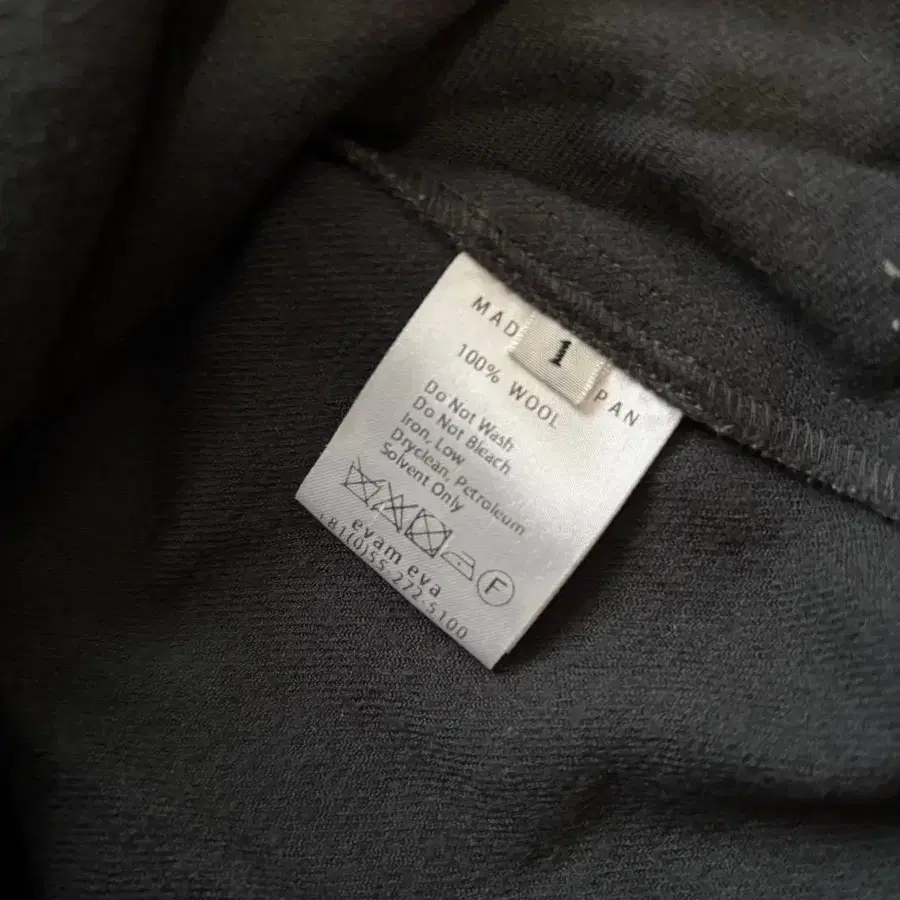 MAD
1
PAN
100% WOOL
Do Not Wash
Do Not Bleach
Iron, Low
Dryclean, Petroleum
Solvent Only
F
evam eva
+81(0)55-272-5100